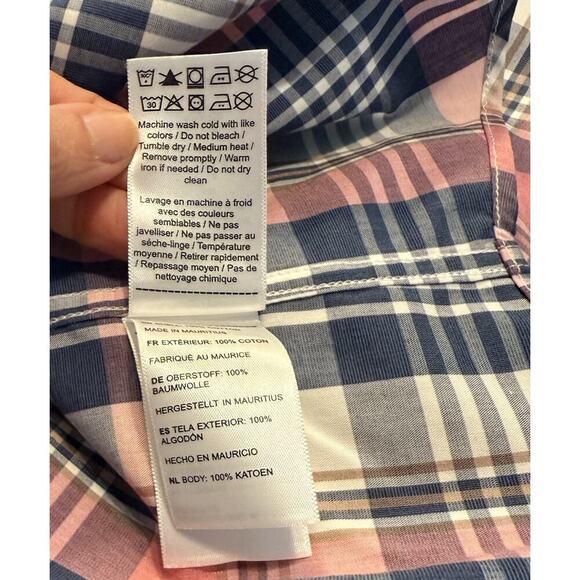 30°
30°
Machine wash cold with like
colors / Do not bleach /
Tumble dry / Medium heat /
Remove promptly / Warm
iron if needed / Do not dry
clean
Lavage en machine à froid
avec des couleurs
semblables / Ne pas
javelliser / Ne pas passer au
séche-linge / Température
moyenne / Retirer rapidement
/ Repassage moyen / Pas de
nettoyage chimique
MADE IN MAURITIUS
FR EXTÉRIEUR: 100% COTON
FABRIQUÉ AU MAURICE
DE OBERSTOFF: 100%
BAUMWOLLE
HERGESTELLT IN MAURITIUS
ES TELA EXTERIOR: 100%
ALGODÓN
HECHO EN MAURICIO
NL BODY: 100% KATOEN